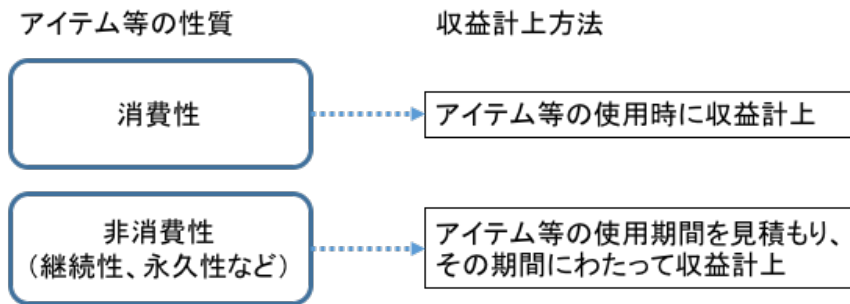 アイテム等の性質
収益計上方法
消費性
アイテム等の使用時に収益計上
非消費性
（継続性、永久性など）
アイテム等の使用期間を見積もり、
その期間にわたって収益計上